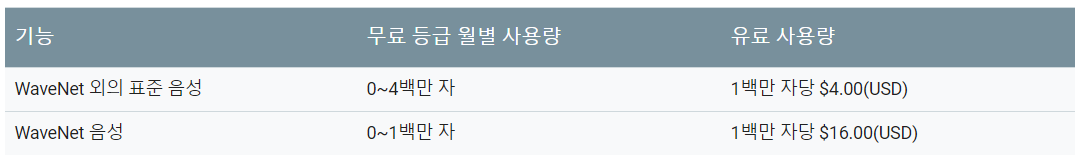 기능 무료 등급 월별 사용량 유료 사용량
WaveNet 외의 표준 음성 0~4백만 자 1백만 자당 $4.00(USD)
WaveNet 음성 0~1백만 자 1백만 자당 $16.00(USD)